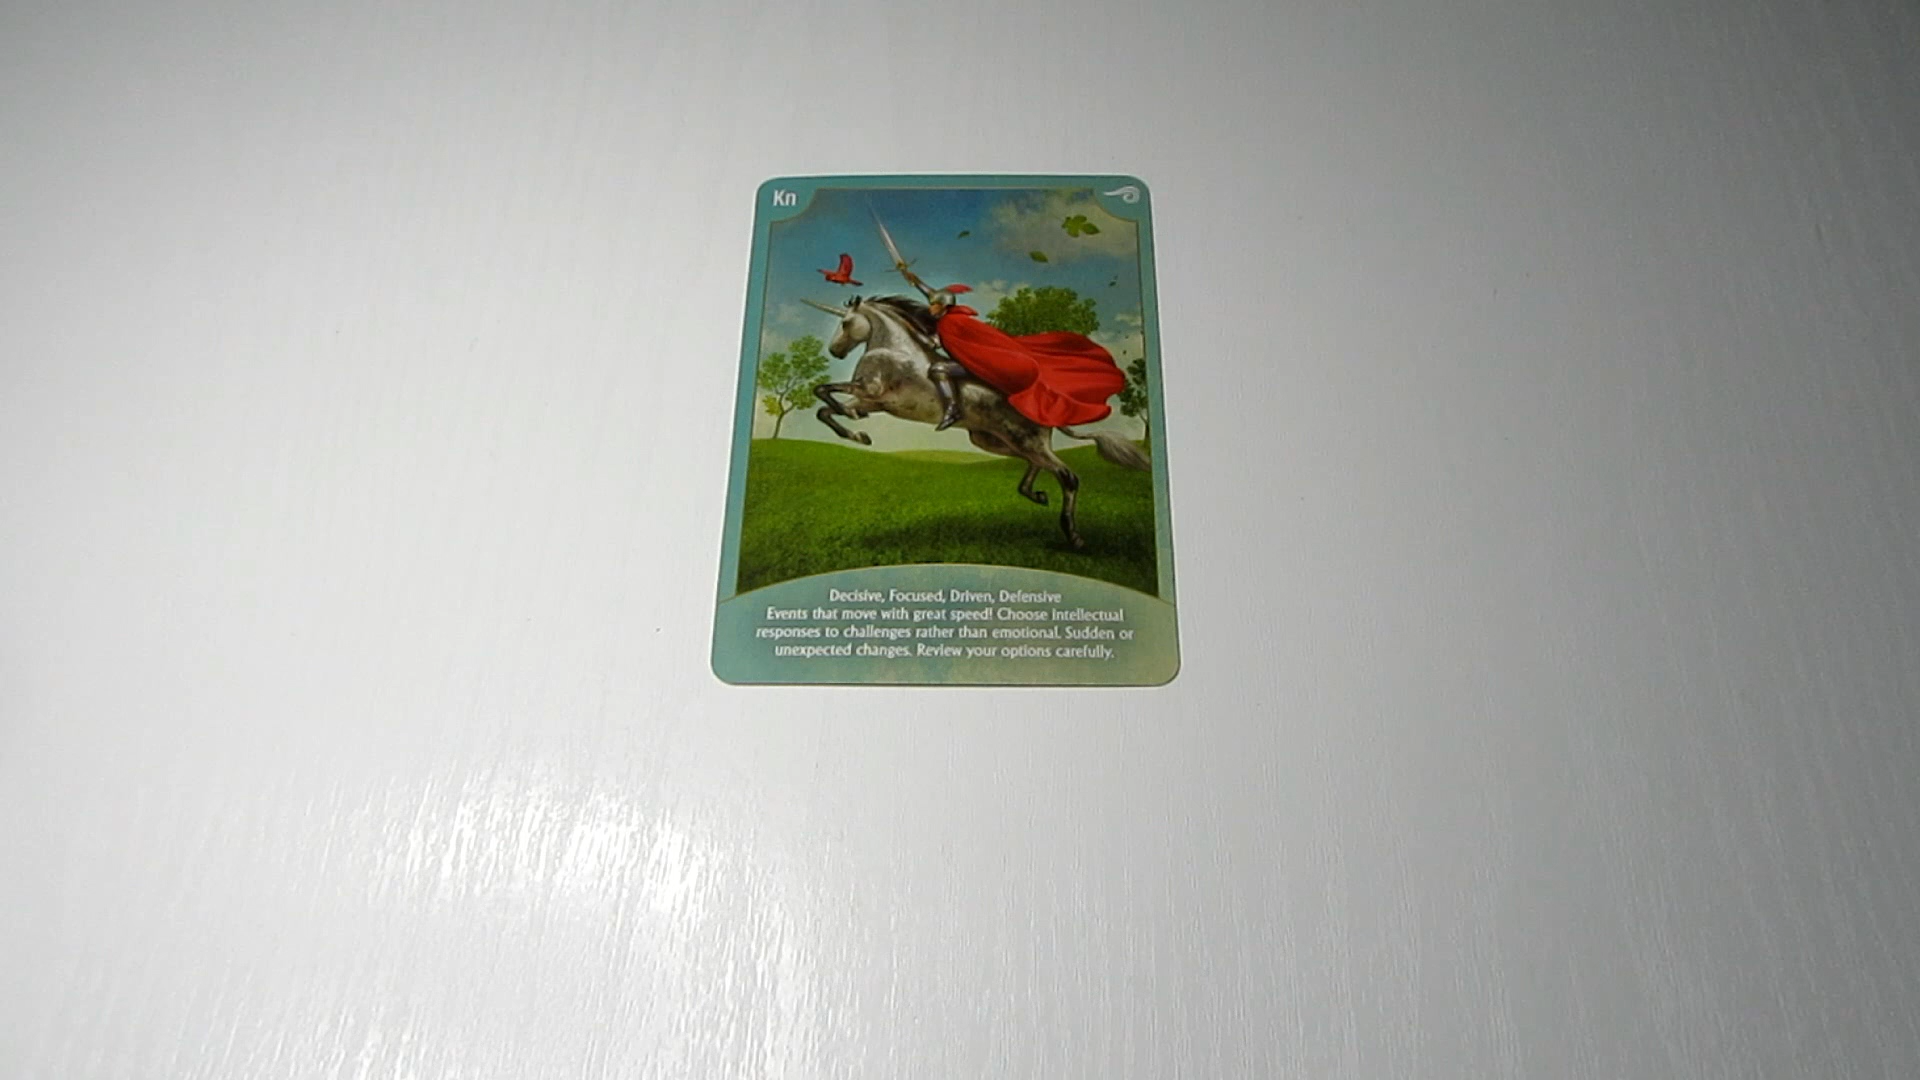 Kn
Decisive, Focused, Driven, Defensive
Events that move with great speed! Choose intellectual
responses to challenges rather than emotional. Sudden or
unexpected changes. Review your options carefully.